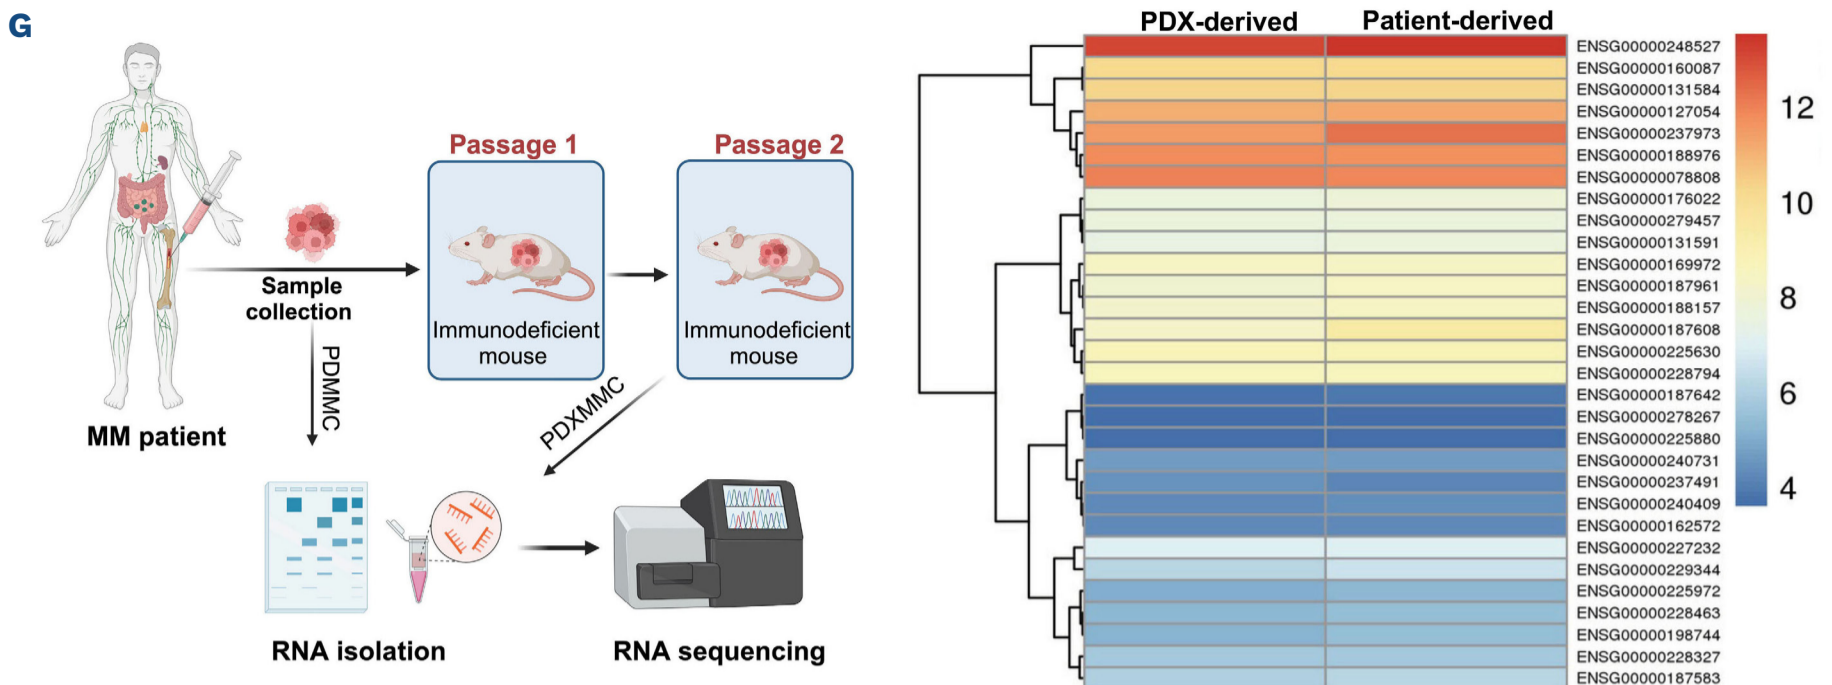 G
MM patient
Sample
collection
PDMMC
Passage 1
Immunodeficient
mouse
Passage 2
Immunodeficient
mouse
PDXMMC
RNA isolation
RNA sequencing
PDX-derived
Patient-derived
ENSG00000248527
ENSG00000160087
ENSG00000131584
ENSG00000127054
ENSG00000237973
ENSG00000188976
ENSG00000078808
ENSG00000176022
ENSG00000279457
ENSG00000131591
ENSG00000169972
ENSG00000187961
ENSG00000188157
ENSG00000187608
ENSG00000225630
ENSG00000228794
ENSG00000187642
ENSG00000278267
ENSG00000225880
ENSG00000240731
ENSG00000237491
ENSG00000240409
ENSG00000162572
ENSG00000227232
ENSG00000229344
ENSG00000225972
ENSG00000228463
ENSG00000198744
ENSG00000228327
ENSG00000187583
12
10
8
6
4